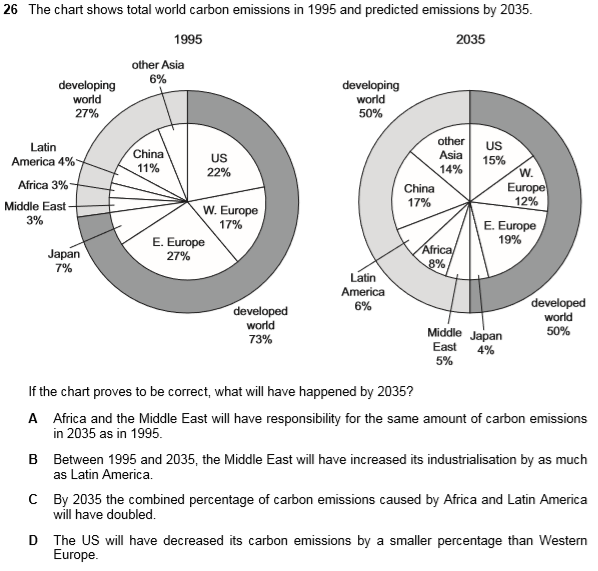 26 The chart shows total world carbon emissions in 1995 and predicted emissions by 2035.
1995
other Asia
6%
developing
world
27%
Latin
America 4%
China
11%
US
22%
Africa 3%
Middle East
3%
W. Europe
17%
Japan
7%
E. Europe
27%
developed
world
73%
2035
developing
world
50%
other
Asia
14%
US
15%
W.
Europe
12%
China
17%
E. Europe
19%
Africa
8%
Latin
America
6%
Middle
East
5%
Japan
4%
developed
world
50%
If the chart proves to be correct, what will have happened by 2035?
A Africa and the Middle East will have responsibility for the same amount of carbon emissions
in 2035 as in 1995.
B Between 1995 and 2035, the Middle East will have increased its industrialisation by as much
as Latin America.
C By 2035 the combined percentage of carbon emissions caused by Africa and Latin America
will have doubled.
D The US will have decreased its carbon emissions by a smaller percentage than Western
Europe.